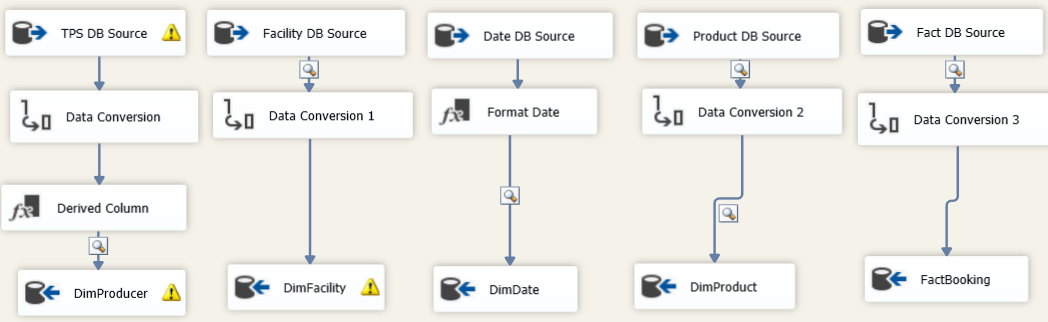 TPS DB Source
Facility DB Source
Date DB Source
Product DB Source
Fact DB Source
Data Conversion
Data Conversion 1
Format Date
Data Conversion 2
Data Conversion 3
Derived Column
DimProducer
DimFacility
DimDate
DimProduct
FactBooking